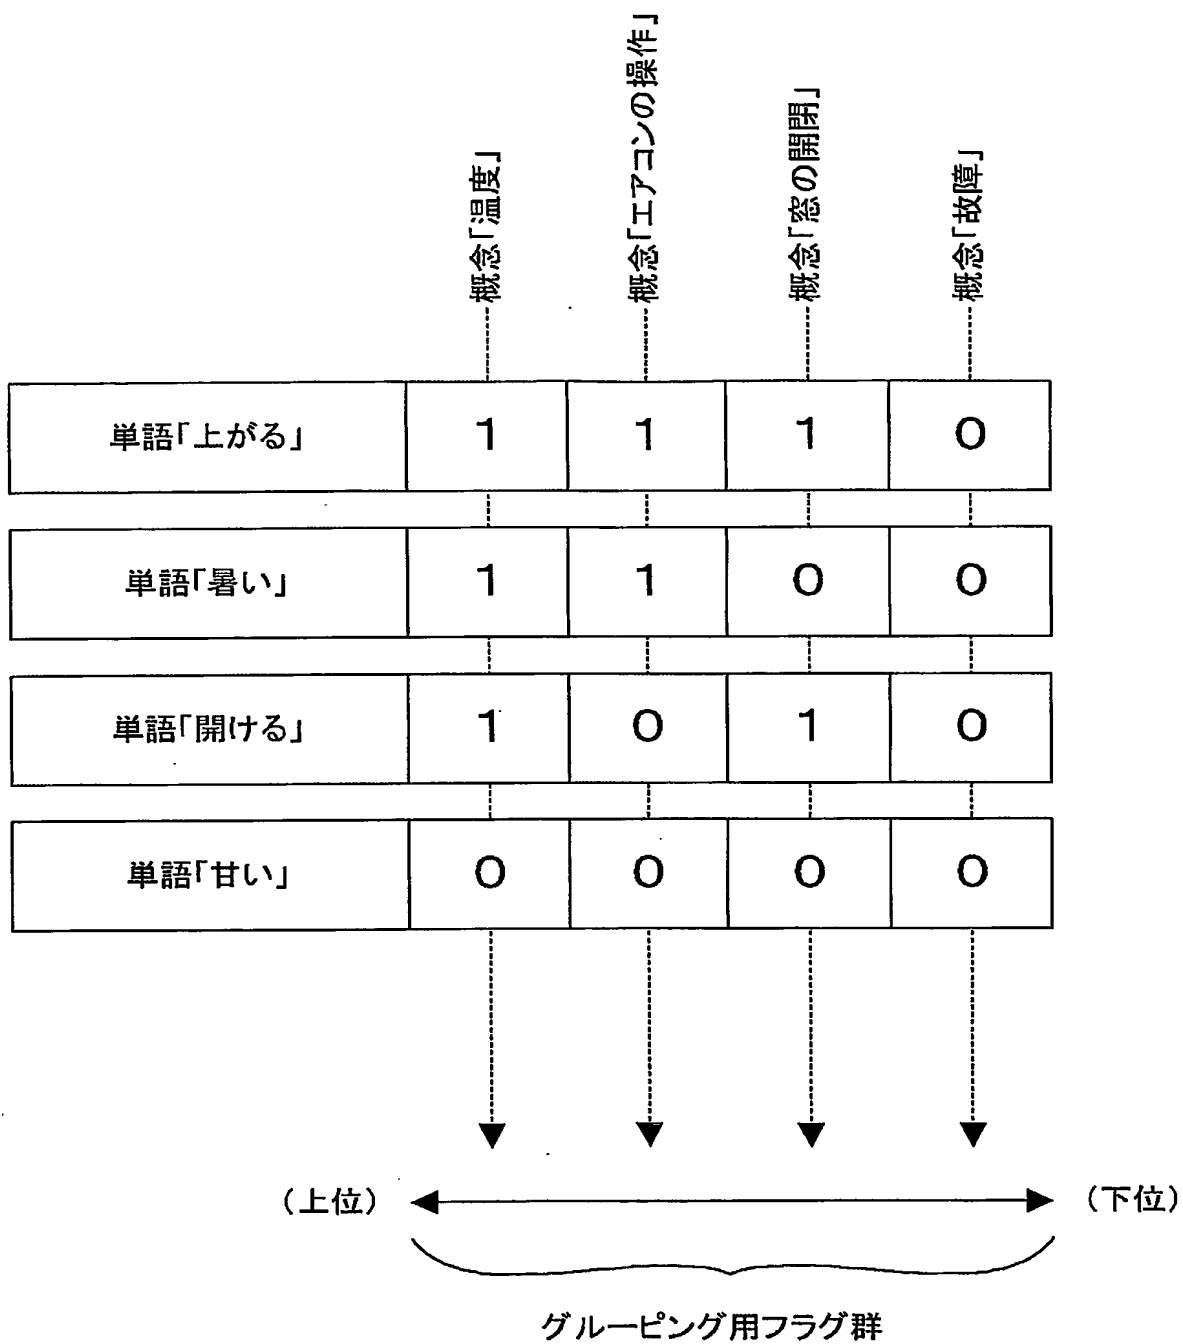 概念「温度」
概念「エアコンの操作」
概念「窓の開閉」
概念「故障」
単語「上がる」 1 1 1 0
単語「暑い」 1 1 0 0
単語「開ける」 1 0 1 0
単語「甘い」 0 0 0 0
(上位) (下位)
グルーピング用フラグ群